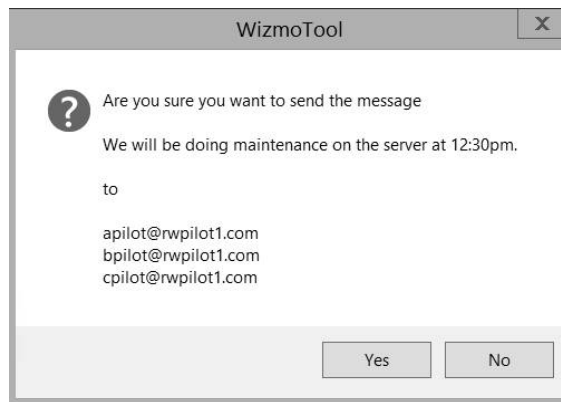 WizmoTool
X
?
Are you sure you want to send the message
We will be doing maintenance on the server at 12:30pm.
to
apilot@rwpilot1.com
bpilot@rwpilot1.com
cpilot@rwpilot1.com
Yes
No